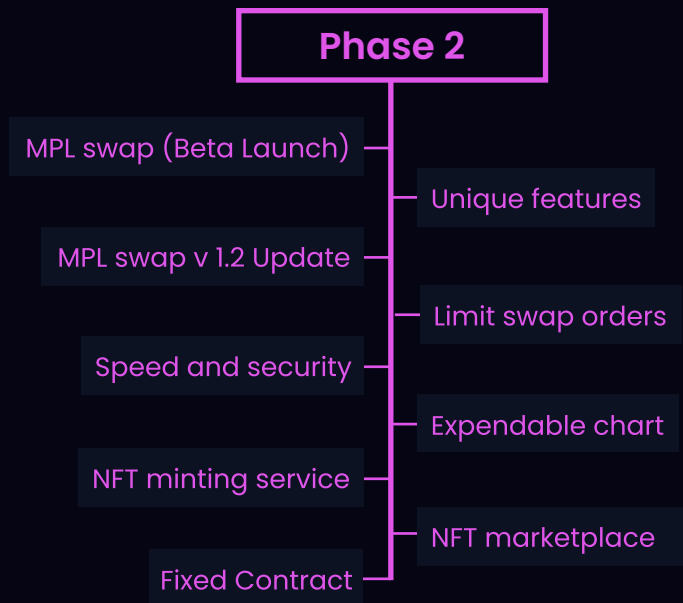 Phase 2
MPL swap (Beta Launch)
Unique features
MPL swap v 1.2 Update
Limit swap orders
Speed and security
Expendable chart
NFT minting service
NFT marketplace
Fixed Contract